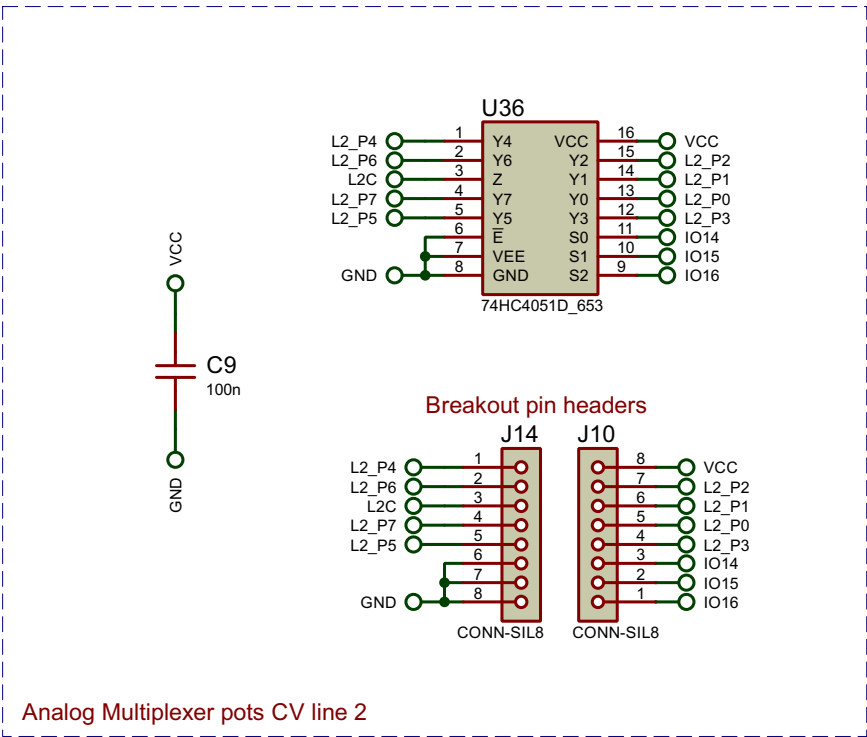 U36
L2_P4 1 Y4 VCC 16 VCC
L2_P6 2 Y6 Y2 15 L2_P2
L2C 3 Z Y1 14 L2_P1
L2_P7 4 Y7 Y0 13 L2_P0
L2_P5 5 Y5 Y3 12 L2_P3
6 E S0 11 IO14
7 VEE S1 10 IO15
GND 8 GND S2 9 IO16
74HC4051D_653
VCC
C9
100n
GND
Breakout pin headers
J14 J10
L2_P4 1 8 VCC
L2_P6 2 7 L2_P2
L2C 3 6 L2_P1
L2_P7 4 5 L2_P0
L2_P5 5 4 L2_P3
6 3 IO14
7 2 IO15
GND 8 1 IO16
CONN-SIL8 CONN-SIL8
Analog Multiplexer pots CV line 2